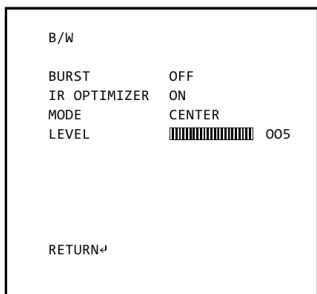 B/W
BURST OFF
IR OPTIMIZER ON
MODE CENTER
LEVEL 005
RETURN↵